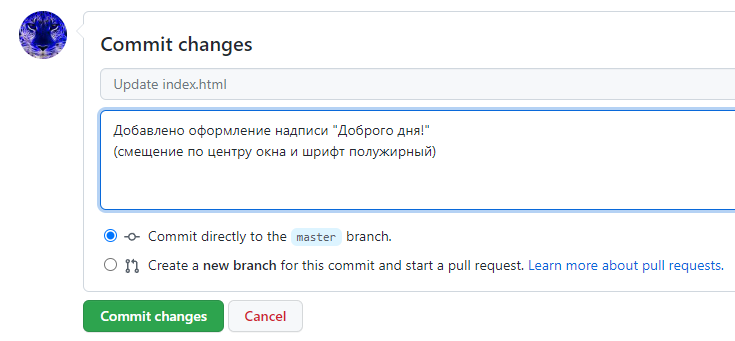 Commit changes
Update index.html
Добавлено оформление надписи "Доброго дня!"
(смещение по центру окна и шрифт полужирный)
Commit directly to the master branch.
Create a new branch for this commit and start a pull request. Learn more about pull requests.
Commit changes Cancel